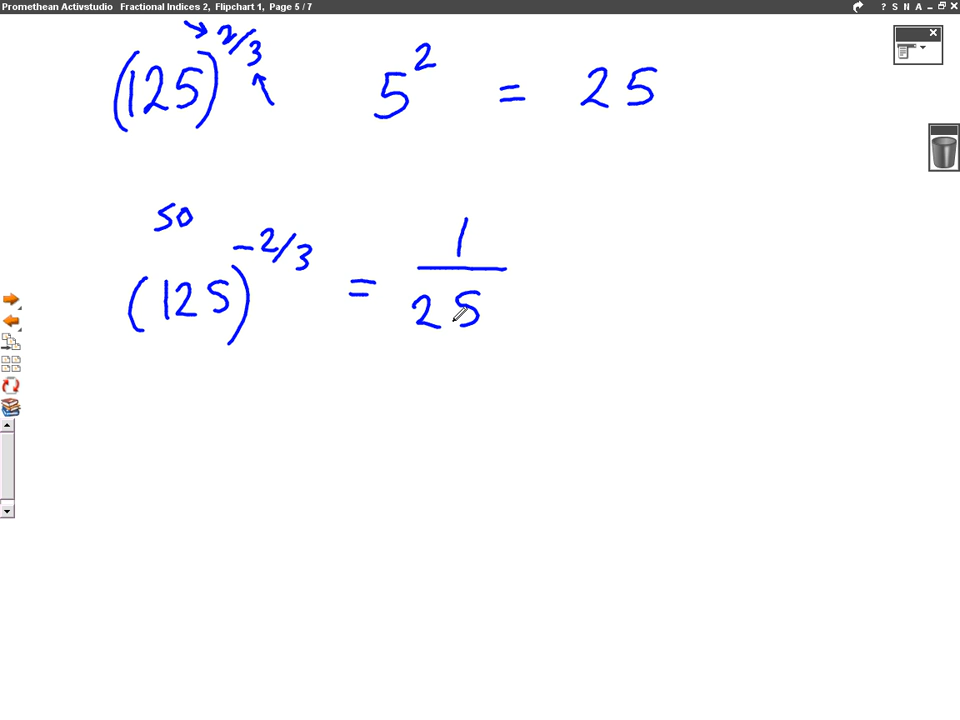 Promethean Activstudio Fractional Indices 2, Flipchart 1, Page 5 / 7
? S N A
(125)^2/3 5^2 = 25
so
(125)^-2/3 = 1/25